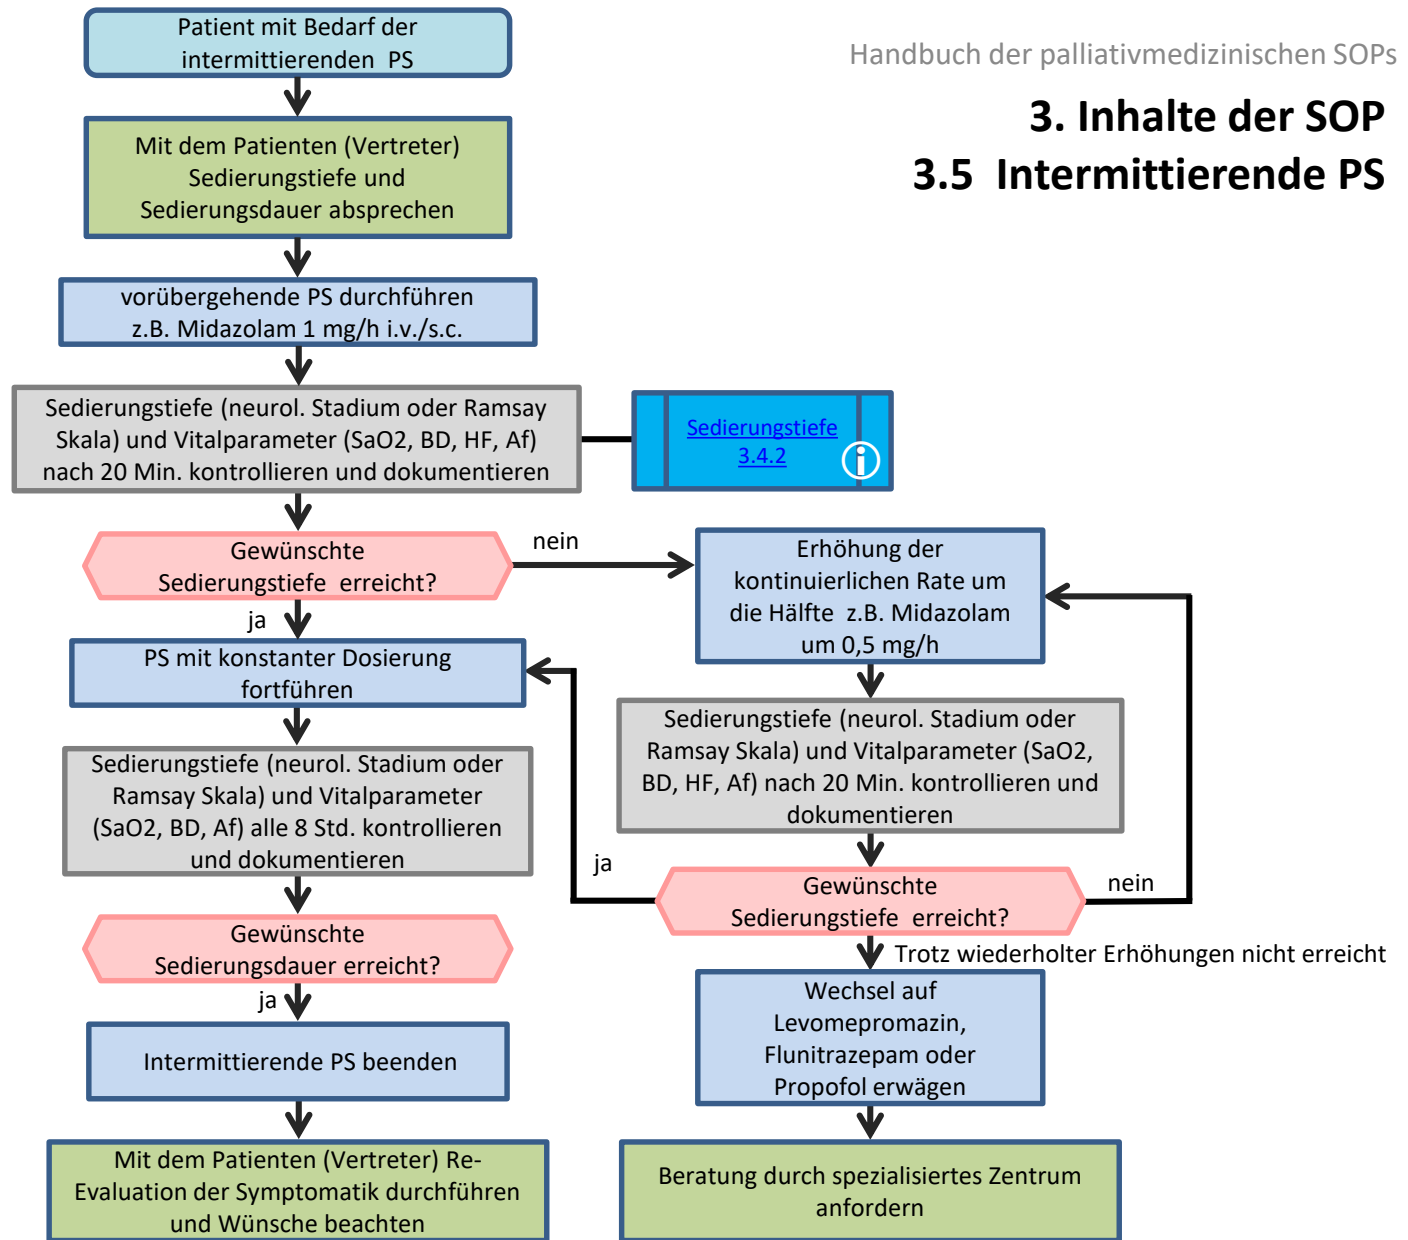 Handbuch der palliativmedizinischen SOPs
3. Inhalte der SOP
3.5 Intermittierende PS
Patient mit Bedarf der
intermittierenden PS
Mit dem Patienten (Vertreter)
Sedierungstiefe und
Sedierungsdauer absprechen
vorübergehende PS durchführen
z.B. Midazolam 1 mg/h i.v./s.c.
Sedierungstiefe (neurol. Stadium oder Ramsay
Skala) und Vitalparameter (SaO2, BD, HF, Af)
nach 20 Min. kontrollieren und dokumentieren
Sedierungstiefe
3.4.2
i
Gewünschte
Sedierungstiefe erreicht?
nein
ja
Erhöhung der
kontinuierlichen Rate um
die Hälfte z.B. Midazolam
um 0,5 mg/h
PS mit konstanter Dosierung
fortführen
Sedierungstiefe (neurol. Stadium oder
Ramsay Skala) und Vitalparameter (SaO2,
BD, HF, Af) nach 20 Min. kontrollieren und
dokumentieren
Sedierungstiefe (neurol. Stadium oder
Ramsay Skala) und Vitalparameter
(SaO2, BD, Af) alle 8 Std. kontrollieren
und dokumentieren
ja
Gewünschte
Sedierungstiefe erreicht?
nein
Gewünschte
Sedierungsdauer erreicht?
Trotz wiederholter Erhöhungen nicht erreicht
ja
Wechsel auf
Levomepromazin,
Flunitrazepam oder
Propofol erwägen
Intermittierende PS beenden
Mit dem Patienten (Vertreter) Re-
Evaluation der Symptomatik durchführen
und Wünsche beachten
Beratung durch spezialisiertes Zentrum
anfordern